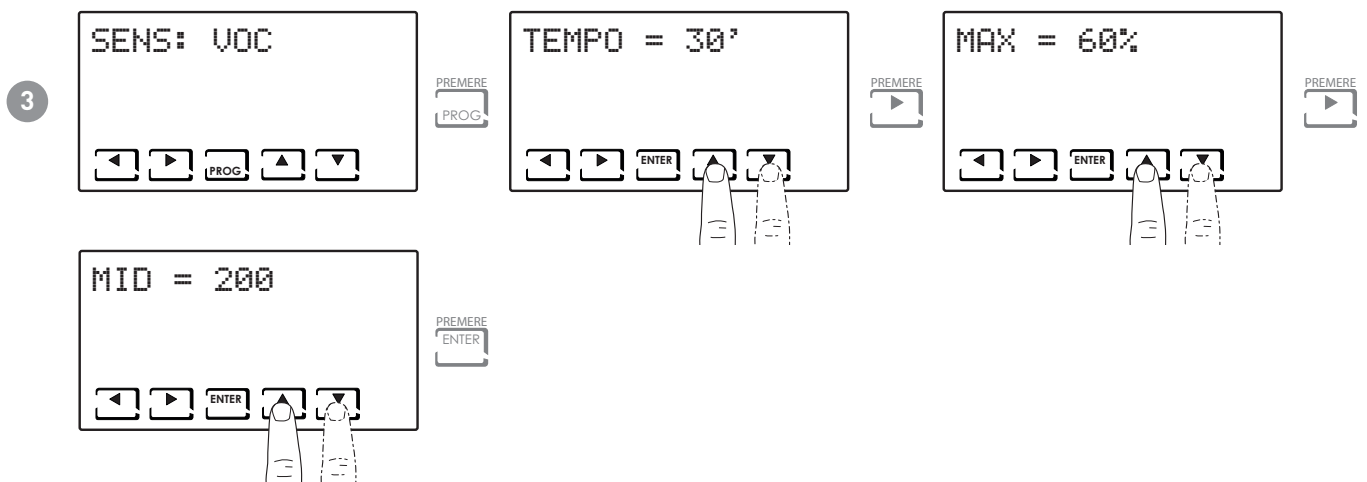 3
SENS: VOC
◄ ► PROG ▲ ▼
PREMERE
PROG
TEMPO = 30’
◄ ► ENTER ▲ ▼
PREMERE
►
MAX = 60%
◄ ► ENTER ▲ ▼
PREMERE
►
MID = 200
◄ ► ENTER ▲ ▼
PREMERE
ENTER